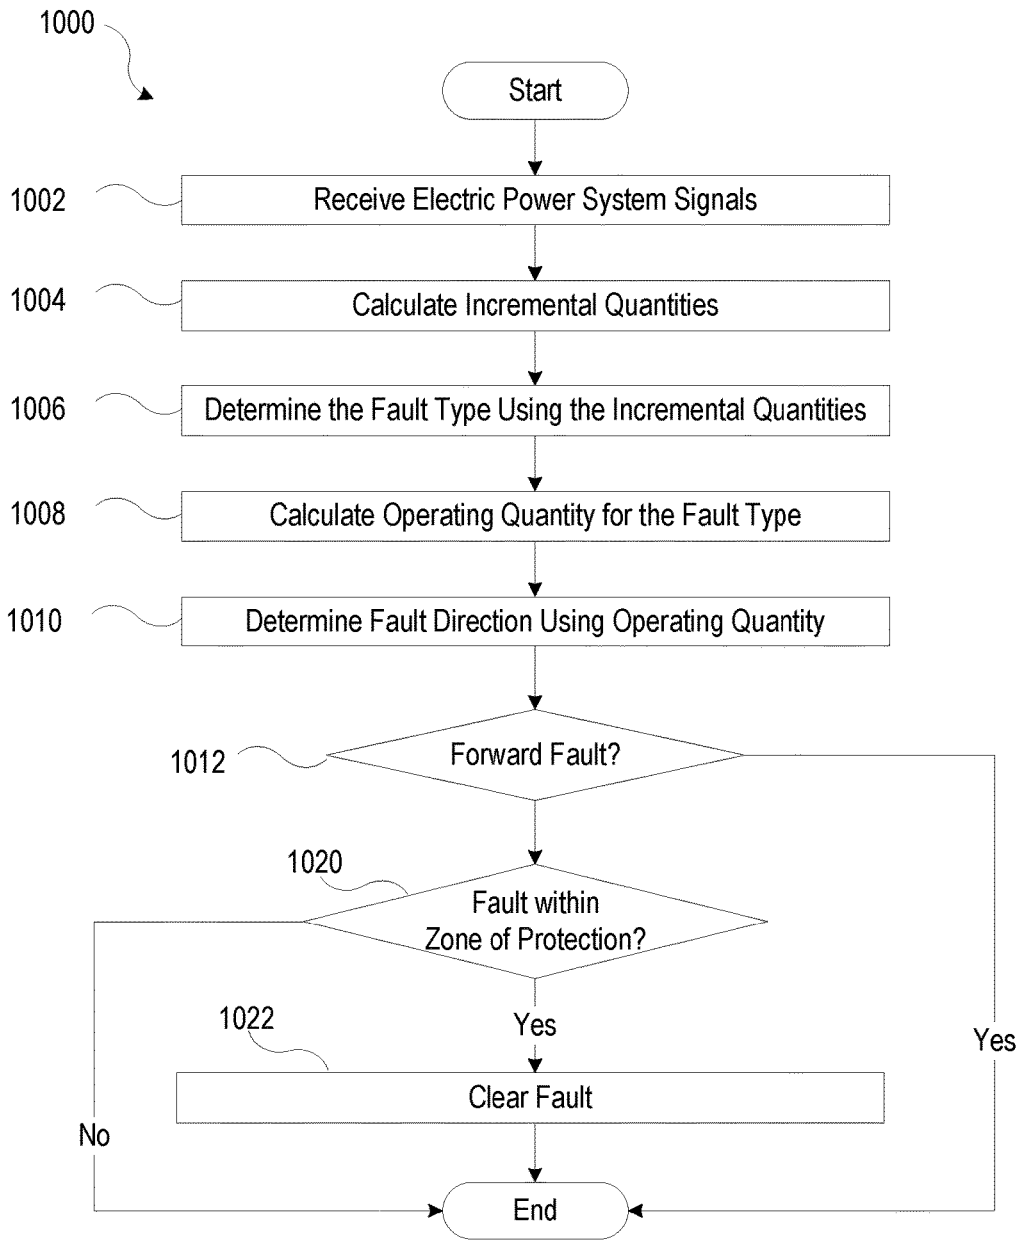 1000
Start
1002
Receive Electric Power System Signals
1004
Calculate Incremental Quantities
1006
Determine the Fault Type Using the Incremental Quantities
1008
Calculate Operating Quantity for the Fault Type
1010
Determine Fault Direction Using Operating Quantity
1012
Forward Fault?
1020
Fault within
Zone of Protection?
1022
Yes
Yes
Clear Fault
No
End